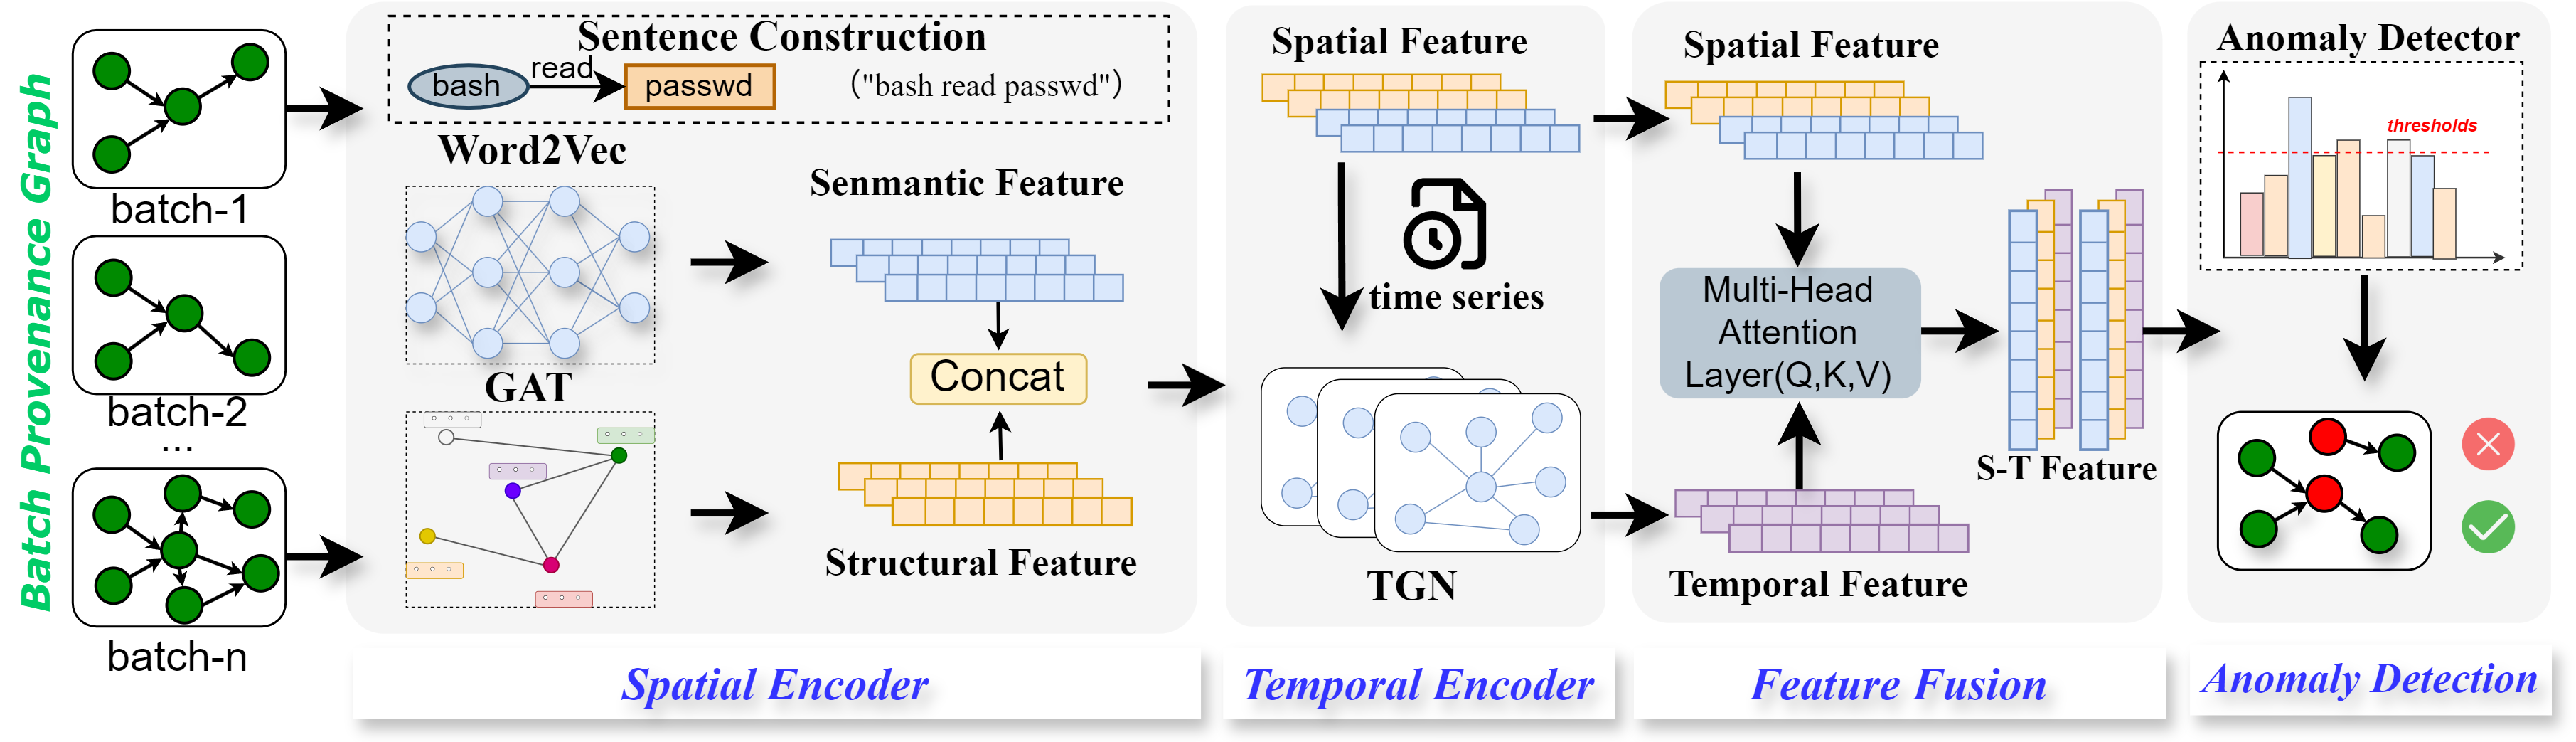 Batch Provenance Graph
batch-1
batch-2
...
batch-n
Sentence Construction
bash
read
passwd
("bash read passwd")
Word2Vec
Senmantic Feature
GAT
Concat
Structural Feature
Spatial Encoder
Spatial Feature
time series
TGN
Temporal Encoder
Spatial Feature
Multi-Head
Attention
Layer(Q,K,V)
S-T Feature
Temporal Feature
Feature Fusion
Anomaly Detector
thresholds
Anomaly Detection